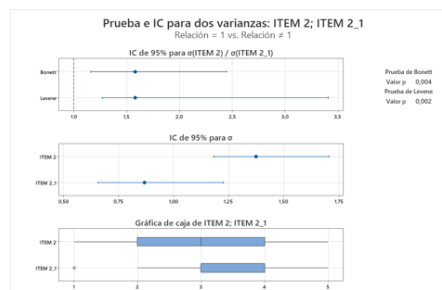 Prueba e IC para dos varianzas: ITEM 2; ITEM 2_1
Relación = 1 vs. Relación ≠ 1
IC de 95% para σ(ITEM 2) / σ(ITEM 2_1)
Bonett
Levene
1,0 1,5 2,0 2,5 3,0 3,5
Prueba de Bonett
Valor p 0,004
Prueba de Levene
Valor p 0,002
IC de 95% para σ
ITEM 2
ITEM 2_1
0,50 0,75 1,00 1,25 1,50 1,75
Gráfica de caja de ITEM 2; ITEM 2_1
ITEM 2
ITEM 2_1
1 2 3 4 5